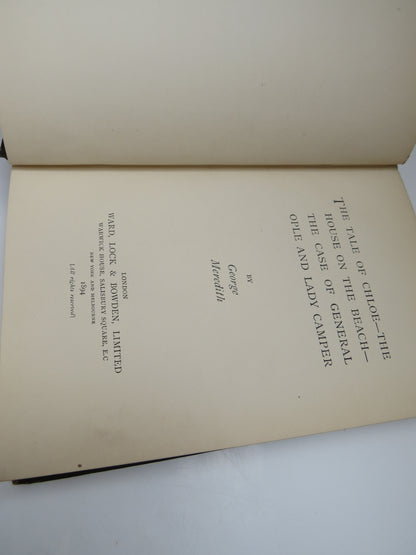 THE TALE OF CHLOE—THE
HOUSE ON THE BEACH—
THE CASE OF GENERAL
OPLE AND LADY CAMPER
BY
George
Meredith
LONDON
WARD, LOCK & BOWDEN, LIMITED
WARWICK HOUSE, SALISBURY SQUARE, E.C
NEW YORK AND MELBOURNE
1894
[All rights reserved]